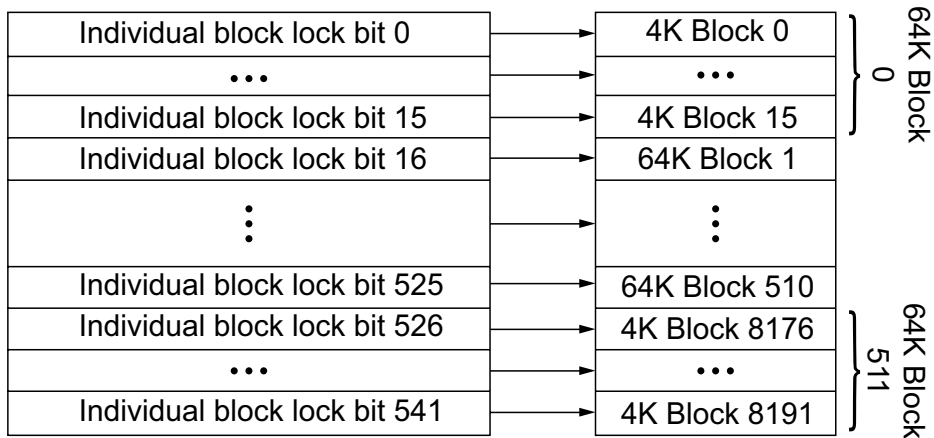 Individual block lock bit 0
4K Block 0
•••
•••
Individual block lock bit 15
4K Block 15
Individual block lock bit 16
64K Block 1
Individual block lock bit 525
64K Block 510
Individual block lock bit 526
4K Block 8176
•••
•••
Individual block lock bit 541
4K Block 8191
64K Block
0
64K Block
511